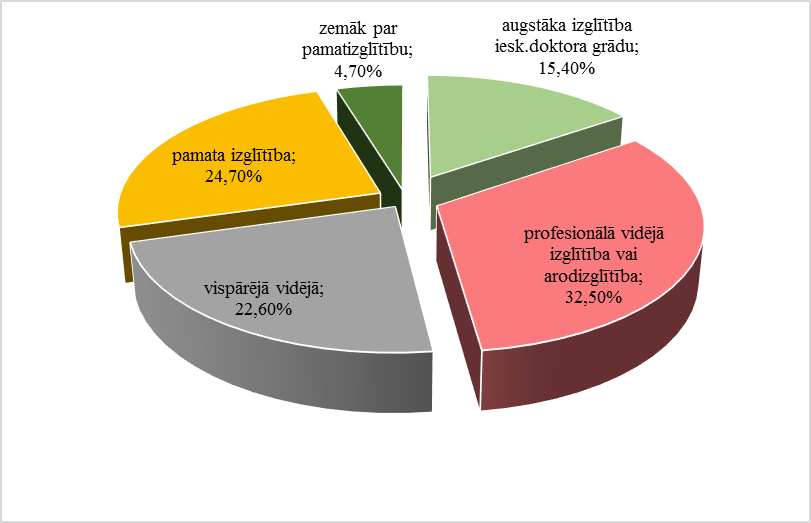 zemāk par
pamatizglītību;
4,70%
augstāka izglītība
iesk.doktora grādu;
15,40%
pamata izglītība;
24,70%
profesionālā vidējā
izglītība vai
arodizglītība;
32,50%
vispārējā vidējā;
22,60%